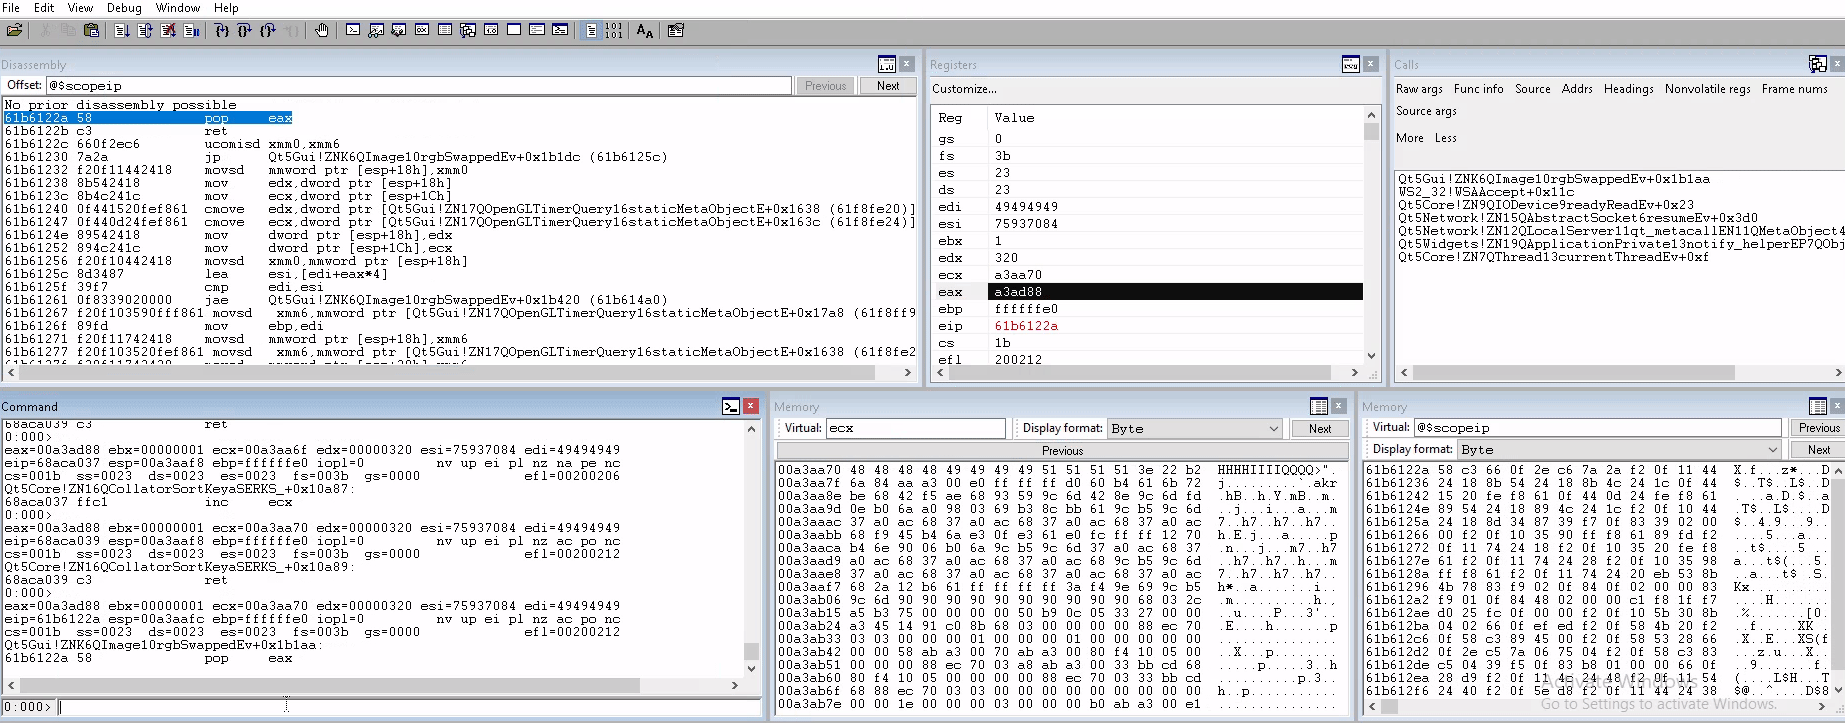 File Edit View Debug Window Help
Disassembly
Offset: @$scopeip Previous Next
No prior disassembly possible
61b6122a 58 pop eax
61b6122b c3 ret
61b6122c 660f2ec6 ucomisd xmm0,xmm6
61b61230 7a2a jp Qt5Gui!ZNK6QImage10rgbSwappedEv+0x1b1dc (61b6125c)
61b61232 f20f11442418 movsd mmword ptr [esp+18h],xmm0
61b61238 8b542418 mov edx,dword ptr [esp+18h]
61b6123c 8b4c241c mov ecx,dword ptr [esp+1Ch]
61b61240 0f441520fef861 cmove edx,dword ptr [Qt5Gui!ZN17QOpenGLTimerQuery16staticMetaObjectE+0x1638 (61f8fe20)]
61b61247 0f440d24fef861 cmove ecx,dword ptr [Qt5Gui!ZN17QOpenGLTimerQuery16staticMetaObjectE+0x163c (61f8fe24)]
61b6124e 89542418 mov dword ptr [esp+18h],edx
61b61252 894c241c mov dword ptr [esp+1Ch],ecx
61b61256 f20f10442418 movsd xmm0,mmword ptr [esp+18h]
61b6125c 8d3487 lea esi,[edi+eax*4]
61b6125f 39f7 cmp edi,esi
61b61261 0f8339020000 jae Qt5Gui!ZNK6QImage10rgbSwappedEv+0x1b420 (61b614a0)
61b61267 f20f103590fff861 movsd xmm6,mmword ptr [Qt5Gui!ZN17QOpenGLTimerQuery16staticMetaObjectE+0x17a8 (61f8ff9
61b6126f 89fd mov ebp,edi
61b61271 f20f11742418 movsd mmword ptr [esp+18h],xmm6
61b61277 f20f103520fef861 movsd xmm6,mmword ptr [Qt5Gui!ZN17QOpenGLTimerQuery16staticMetaObjectE+0x1638 (61f8fe2
Registers
Customize...
Reg Value
gs 0
fs 3b
es 23
ds 23
edi 49494949
esi 75937084
ebx 1
edx 320
ecx a3aa70
eax a3ad88
ebp ffffffe0
eip 61b6122a
cs 1b
efl 200212
Calls
Raw args Func info Source Addrs Headings Nonvolatile regs Frame nums
Source args
More Less
Qt5Gui!ZNK6QImage10rgbSwappedEv+0x1b1aa
WS2_32!WSAAccept+0x11c
Qt5Core!ZN9QIODevice9readyReadEv+0x23
Qt5Network!ZN15QAbstractSocket6resumeEv+0x3d0
Qt5Network!ZN12QLocalServer11qt_metacallEN11QMetaObject4
Qt5Widgets!ZN19QApplicationPrivate13notify_helperEP7QObj
Qt5Core!ZN7QThread13currentThreadEv+0xf
Command
68aca039 c3 ret
0:000>
eax=00a3ad88 ebx=00000001 ecx=00a3aa6f edx=00000320 esi=75937084 edi=49494949
eip=68aca037 esp=00a3aaf8 ebp=ffffffe0 iopl=0 nv up ei pl nz na pe nc
cs=001b ss=0023 ds=0023 es=0023 fs=003b gs=0000 efl=00200206
Qt5Core!ZN16QCollatorSortKeyaSERKS_+0x10a87:
68aca037 ffc1 inc ecx
0:000>
eax=00a3ad88 ebx=00000001 ecx=00a3aa70 edx=00000320 esi=75937084 edi=49494949
eip=68aca039 esp=00a3aaf8 ebp=ffffffe0 iopl=0 nv up ei pl nz ac po nc
cs=001b ss=0023 ds=0023 es=0023 fs=003b gs=0000 efl=00200212
Qt5Core!ZN16QCollatorSortKeyaSERKS_+0x10a89:
68aca039 c3 ret
0:000>
eax=00a3ad88 ebx=00000001 ecx=00a3aa70 edx=00000320 esi=75937084 edi=49494949
eip=61b6122a esp=00a3aafc ebp=ffffffe0 iopl=0 nv up ei pl nz ac po nc
cs=001b ss=0023 ds=0023 es=0023 fs=003b gs=0000 efl=00200212
Qt5Gui!ZNK6QImage10rgbSwappedEv+0x1b1aa:
61b6122a 58 pop eax
0:000>
Memory
Virtual: ecx Display format: Byte Next
Previous
00a3aa70 48 48 48 48 49 49 49 49 51 51 51 51 3e 22 b2 HHHHIIIIQQQQ>".
00a3aa7f 6a 84 aa a3 00 e0 ff ff ff d0 60 b4 61 6b 72 j.........`.akr
00a3aa8e be 68 42 f5 ae 68 93 59 9c 6d 42 8e 9c 6d fd .hB..h.Ym.B..m.
00a3aa9d 0e b0 6a a0 98 03 69 b3 8c bb 61 9c b5 9c 6d ..j...i...a...m
00a3aaac 37 a0 ac 68 37 a0 ac 68 37 a0 ac 68 37 a0 ac 7..h7..h7..h7..
00a3aabb 68 f9 45 b4 6a e3 0f e3 61 e0 fc ff ff 12 70 h.E.j...a.....p
00a3aaca b4 6e 90 06 b0 6a 9c b5 9c 6d 37 a0 ac 68 37 .n...j...m7..h7
00a3aad9 a0 ac 68 37 a0 ac 68 37 a0 ac 68 9c b5 9c 6d ..h7..h7..h...m
00a3aae8 37 a0 ac 68 37 a0 ac 68 37 a0 ac 68 37 a0 ac 7..h7..h7..h7..
00a3aaf7 68 2a 12 b6 61 ff ff ff ff 3a f4 9e 69 9c b5 h*..a....:..i..
00a3ab06 9c 6d 90 90 90 90 90 90 90 90 90 90 68 03 2c .m..........h.,
00a3ab15 a5 b3 75 00 00 00 00 50 b9 0c 05 33 27 00 00 ..u....P...3'..
00a3ab24 a3 45 14 91 c0 8b 68 03 00 00 00 00 88 ec 70 .E....h.......p
00a3ab33 03 03 00 00 00 01 00 00 00 00 01 00 00 00 00 ...............
00a3ab42 00 00 58 ab a3 00 70 ab a3 00 80 f4 10 05 00 ..X...p........
00a3ab51 00 00 00 88 ec 70 03 a8 ab a3 00 33 bb cd 68 .....p.....3..h
00a3ab60 80 f4 10 05 00 00 00 00 88 ec 70 03 33 bb cd ..........p.3..
00a3ab6f 68 88 ec 70 03 03 00 00 00 00 00 00 00 00 00 h..p...........
00a3ab7e 00 00 1e 00 00 00 03 00 00 00 00 b0 ab a3 00 e1
Memory
Virtual: @$scopeip Previous
Display format: Byte Next
61b6122a 58 c3 66 0f 2e c6 7a 2a f2 0f 11 44 X.f...z*...D
61b61236 24 18 8b 54 24 18 8b 4c 24 1c 0f 44 $..T$..L$..D
61b61242 15 20 fe f8 61 0f 44 0d 24 fe f8 61 . ..a.D.$..a
61b6124e 89 54 24 18 89 4c 24 1c f2 0f 10 44 .T$..L$....D
61b6125a 24 18 8d 34 87 39 f7 0f 83 39 02 00 $..4.9...9..
61b61266 00 f2 0f 10 35 90 ff f8 61 89 fd f2 ....5...a...
61b61272 0f 11 74 24 18 f2 0f 10 35 20 fe f8 ..t$....5 ..
61b6127e 61 f2 0f 11 74 24 28 f2 0f 10 35 98 a...t$(...5.
61b6128a ff f8 61 f2 0f 11 74 24 20 eb 53 8b ..a...t$ .S.
61b61296 4b 78 83 f9 02 0f 84 0f 02 00 00 83 Kx..........
61b612a2 f9 01 0f 84 48 02 00 00 c1 f8 1f f7 ....H.......
61b612ae d0 25 fc 0f 00 00 f2 0f 10 5b 30 8b .%.......[0.
61b612ba 04 02 66 0f ef ed f2 0f 58 4b 20 f2 ..f.....XK .
61b612c6 0f 58 c3 89 45 00 f2 0f 58 53 28 66 .X..E...XS(f
61b612d2 0f 2e c5 7a 06 75 04 f2 0f 58 c3 83 ...z.u...X..
61b612de c5 04 39 f5 0f 83 b8 01 00 00 66 0f ..9.......f.
61b612ea 28 d9 f2 0f 11 4c 24 48 f2 0f 11 54 (....L$H...T
61b612f6 24 40 f2 0f 5e d8 f2 0f 11 44 24 38 $@..^....D$8
Activate Windows
Go to Settings to activate Windows.